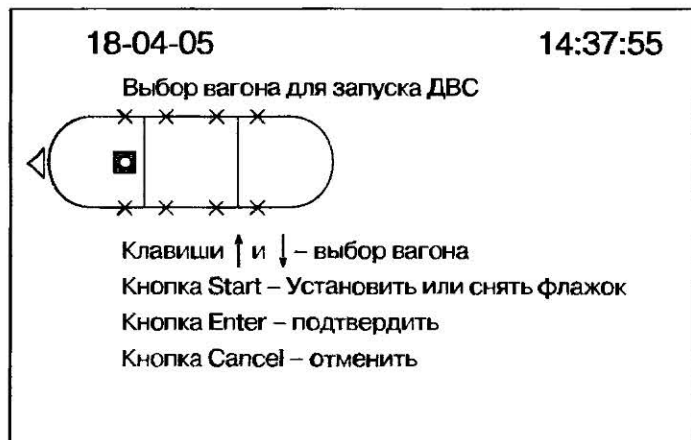 18-04-05 14:37:55
Выбор вагона для запуска ДВС
Клавиши ↑ и ↓ – выбор вагона
Кнопка Start – Установить или снять флажок
Кнопка Enter – подтвердить
Кнопка Cancel – отменить